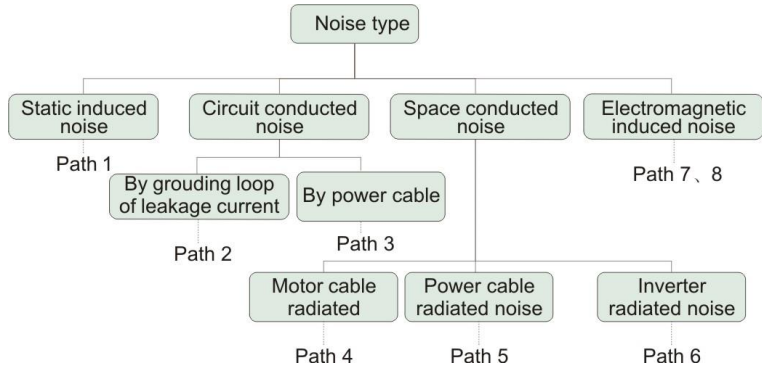 Noise type
Static induced
noise
Circuit conducted
noise
Space conducted
noise
Electromagnetic
induced noise
Path 1
By grouding loop
of leakage current
By power cable
Path 7、8
Path 2
Path 3
Motor cable
radiated
Power cable
radiated noise
Inverter
radiated noise
Path 4
Path 5
Path 6